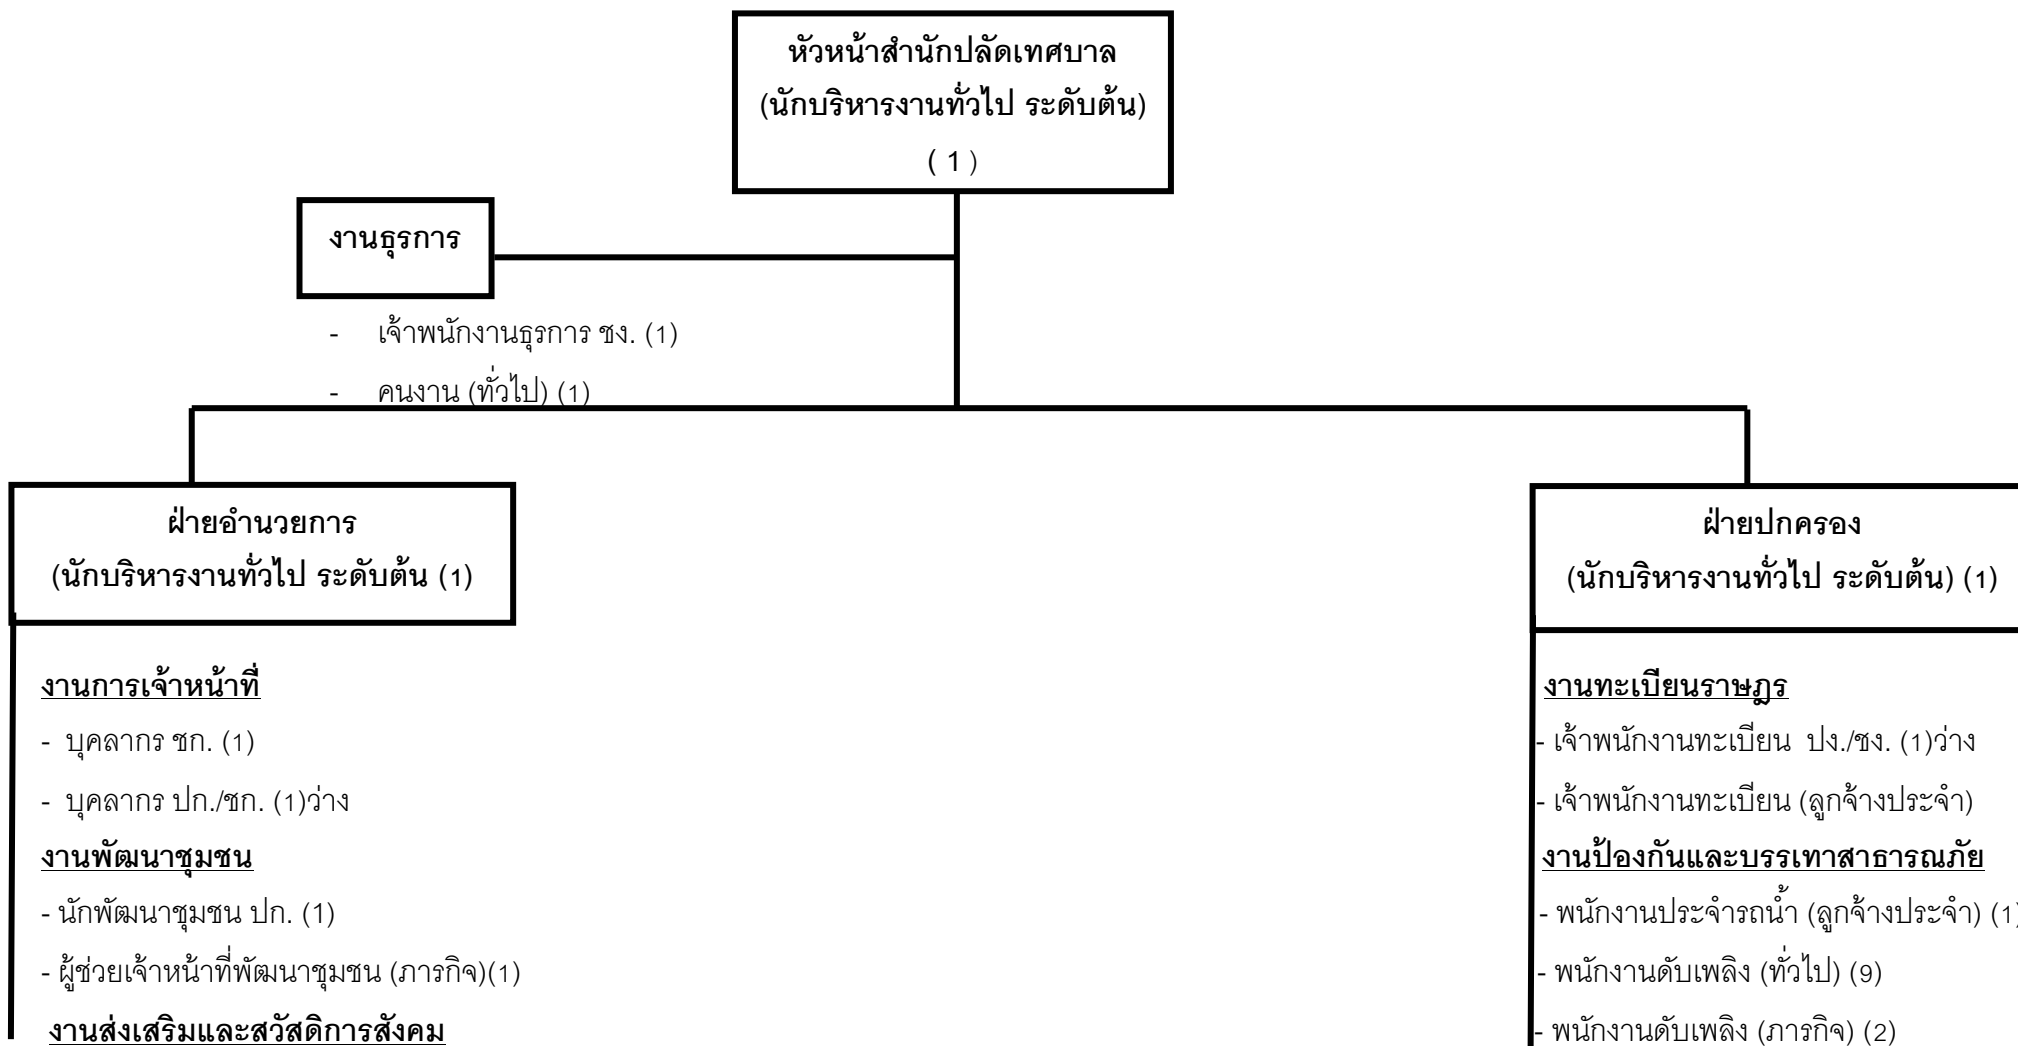 หัวหน้าสำนักปลัดเทศบาล
(นักบริหารงานทั่วไป ระดับต้น)
( 1 )
งานธุรการ
- เจ้าพนักงานธุรการ ชง. (1)
- คนงาน (ทั่วไป) (1)
ฝ่ายอำนวยการ
(นักบริหารงานทั่วไป ระดับต้น (1)
งานการเจ้าหน้าที่
- บุคลากร ชก. (1)
- บุคลากร ปก./ชก. (1)ว่าง
งานพัฒนาชุมชน
- นักพัฒนาชุมชน ปก. (1)
- ผู้ช่วยเจ้าหน้าที่พัฒนาชุมชน (ภารกิจ)(1)
งานส่งเสริมและสวัสดิการสังคม
ฝ่ายปกครอง
(นักบริหารงานทั่วไป ระดับต้น) (1)
งานทะเบียนราษฎร
- เจ้าพนักงานทะเบียน ปง./ชง. (1)ว่าง
- เจ้าพนักงานทะเบียน (ลูกจ้างประจำ)
งานป้องกันและบรรเทาสาธารณภัย
- พนักงานประจำรถน้ำ (ลูกจ้างประจำ) (1)
- พนักงานดับเพลิง (ทั่วไป) (9)
- พนักงานดับเพลิง (ภารกิจ) (2)